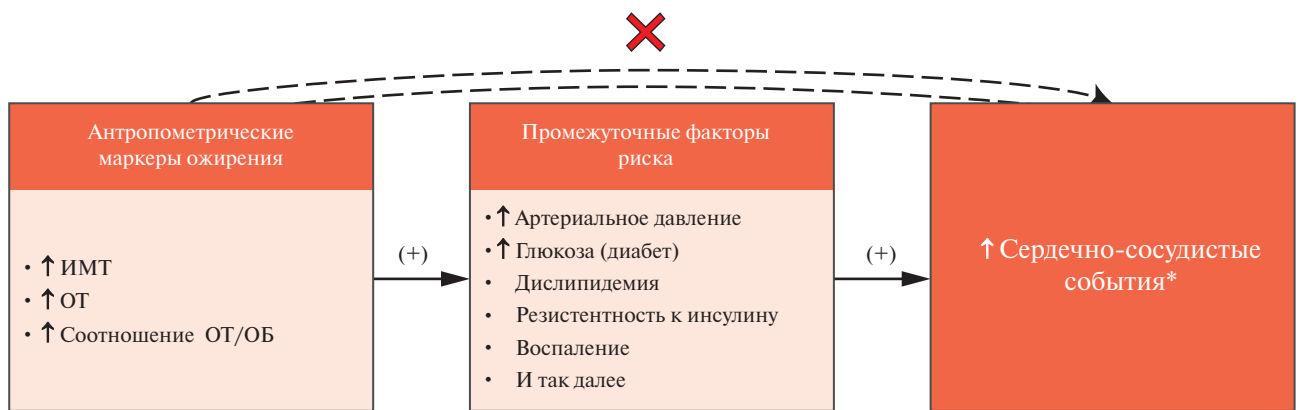 Антропометрические
маркеры ожирения
• ↑ ИМТ
• ↑ ОТ
• ↑ Соотношение ОТ/ОБ
(+)
Промежуточные факторы
риска
• ↑ Артериальное давление
• ↑ Глюкоза (диабет)
• Дислипидемия
• Резистентность к инсулину
• Воспаление
• И так далее
(+)
↑ Сердечно-сосудистые
события*